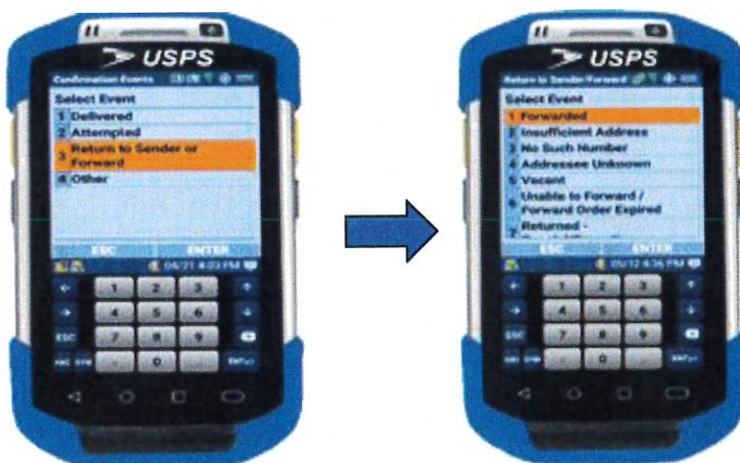 USPS
Confirmation Events
Select Event
1 Delivered
2 Attempted
3 Return to Sender or
Forward
4 Other
ESC ENTER
04/21 4:03 PM
1 2 3
4 5 6
ESC 7 8 9
0 ENTER
USPS
Return to Sender/Forward
Select Event
1 Forwarded
2 Insufficient Address
3 No Such Number
4 Addressee Unknown
5 Vacant
6 Unable to Forward /
Forward Order Expired
7 Returned -
ESC ENTER
05/12 4:36 PM
1 2 3
4 5 6
ESC 7 8 9
0 ENTER